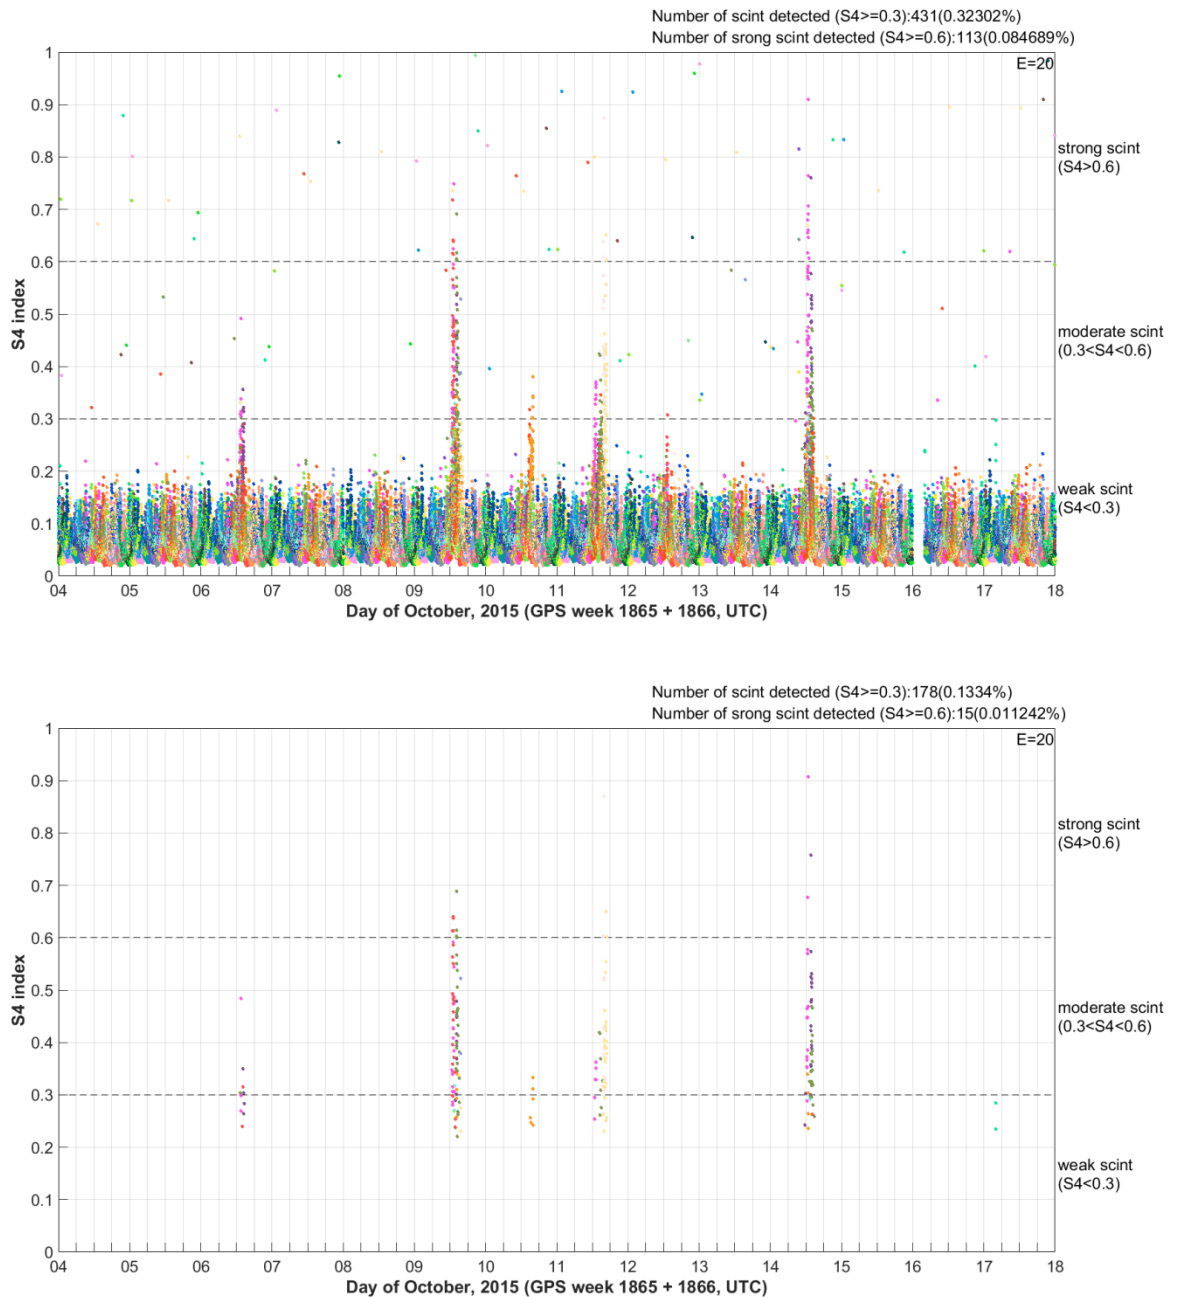 Number of scint detected (S4>=0.3):431(0.32302%)
Number of srong scint detected (S4>=0.6):113(0.084689%)
E=20
1
0.9
0.8
0.7
0.6
0.5
0.4
0.3
0.2
0.1
0
S4 index
strong scint
(S4>0.6)
moderate scint
(0.3<S4<0.6)
weak scint
(S4<0.3)
04 05 06 07 08 09 10 11 12 13 14 15 16 17 18
Day of October, 2015 (GPS week 1865 + 1866, UTC)
Number of scint detected (S4>=0.3):178(0.1334%)
Number of srong scint detected (S4>=0.6):15(0.011242%)
E=20
1
0.9
0.8
0.7
0.6
0.5
0.4
0.3
0.2
0.1
0
S4 index
strong scint
(S4>0.6)
moderate scint
(0.3<S4<0.6)
weak scint
(S4<0.3)
04 05 06 07 08 09 10 11 12 13 14 15 16 17 18
Day of October, 2015 (GPS week 1865 + 1866, UTC)